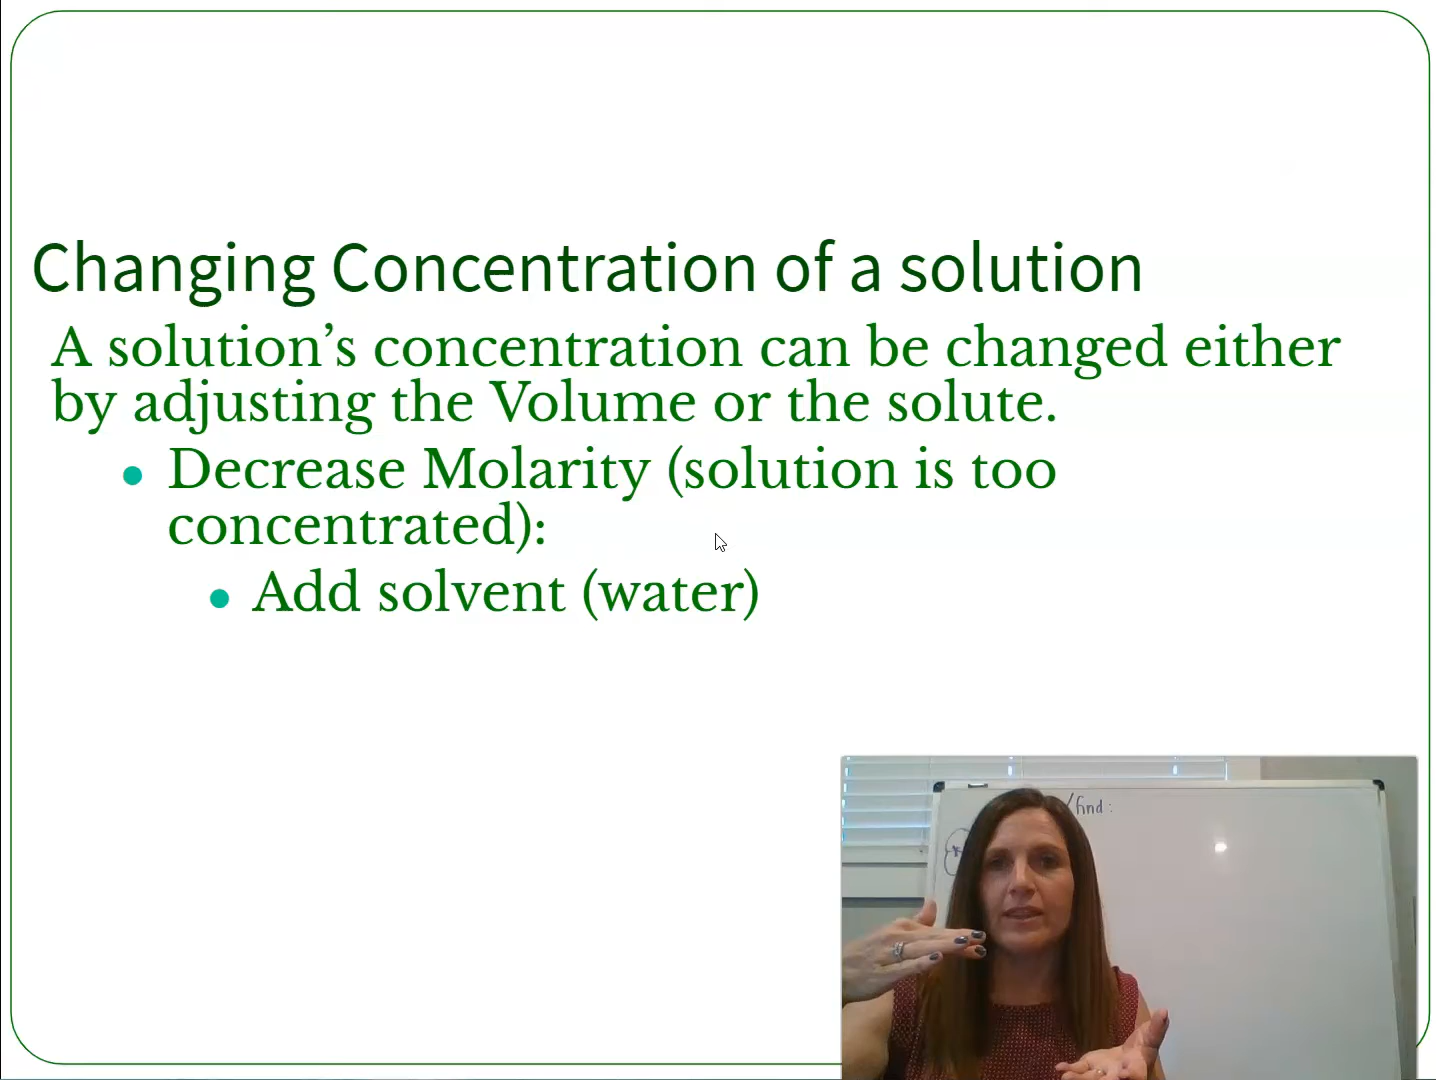 Changing Concentration of a solution
A solution’s concentration can be changed either
by adjusting the Volume or the solute.
Decrease Molarity (solution is too
concentrated):
Add solvent (water)
/find: